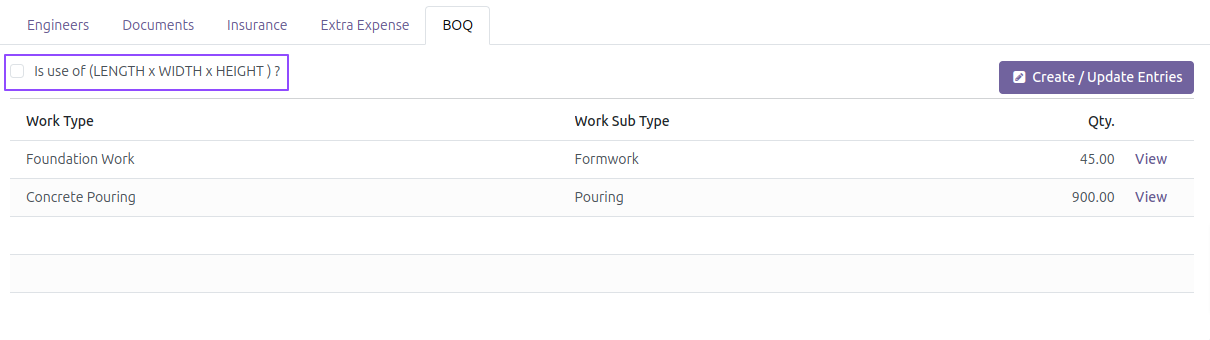 Engineers Documents Insurance Extra Expense BOQ
Is use of (LENGTH x WIDTH x HEIGHT ) ?
Create / Update Entries
Work Type Work Sub Type Qty.
Foundation Work Formwork 45.00 View
Concrete Pouring Pouring 900.00 View